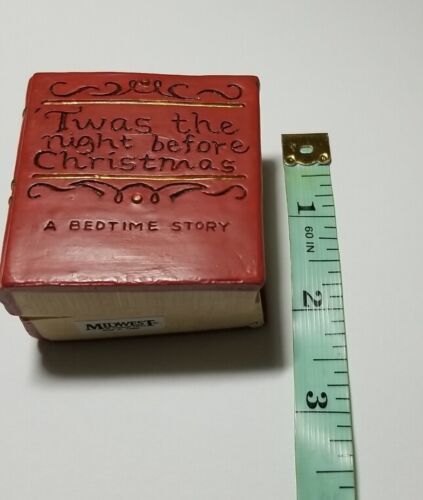 'Twas the
night before
Christmas
A BEDTIME STORY
MIDWEST
1
60 IN
2
3